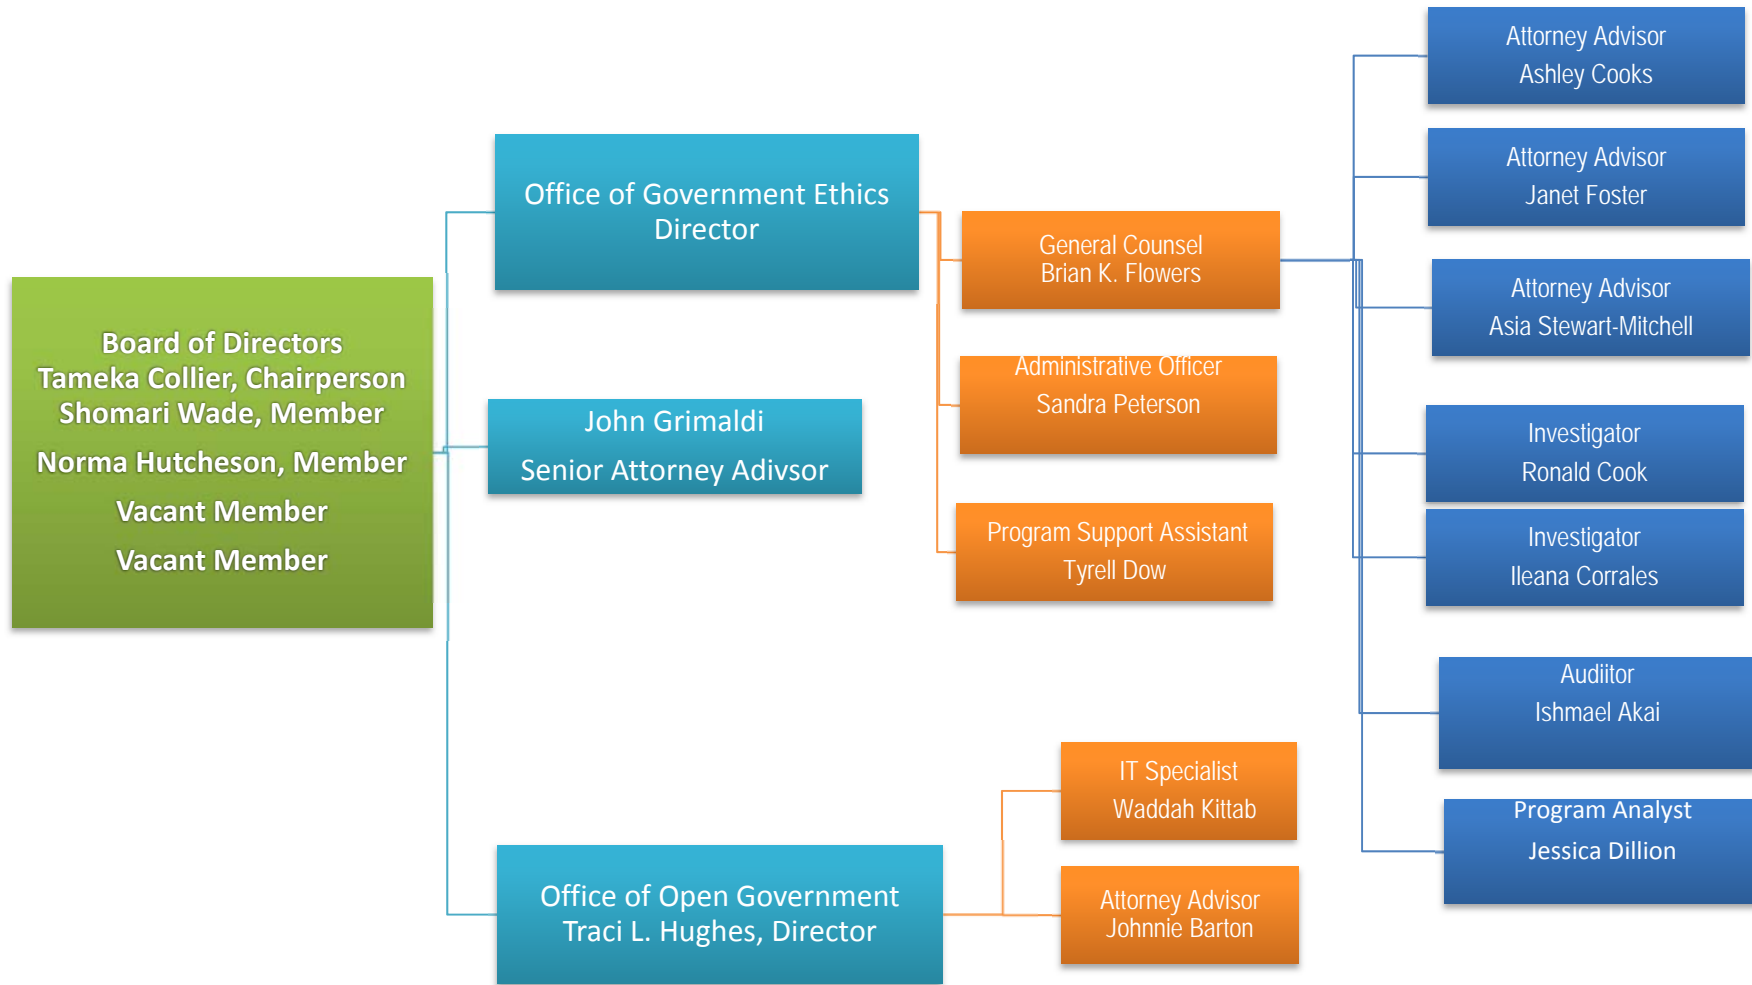 Board of Directors
Tameka Collier, Chairperson
Shomari Wade, Member
Norma Hutcheson, Member
Vacant Member
Vacant Member
Office of Government Ethics
Director
John Grimaldi
Senior Attorney Adivsor
Office of Open Government
Traci L. Hughes, Director
General Counsel
Brian K. Flowers
Administrative Officer
Sandra Peterson
Program Support Assistant
Tyrell Dow
IT Specialist
Waddah Kittab
Attorney Advisor
Johnnie Barton
Attorney Advisor
Ashley Cooks
Attorney Advisor
Janet Foster
Attorney Advisor
Asia Stewart-Mitchell
Investigator
Ronald Cook
Investigator
Ileana Corrales
Audiitor
Ishmael Akai
Program Analyst
Jessica Dillion